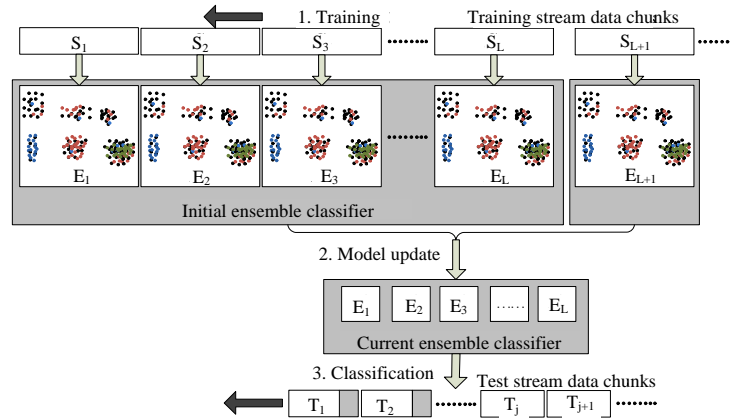 1. Training
Training stream data chunks
S1 S2 S3 ........ SL SL+1 ......
E1 E2 E3 ........ EL EL+1
Initial ensemble classifier
2. Model update
E1 E2 E3 ...... EL
Current ensemble classifier
3. Classification
Test stream data chunks
T1 T2 ........ Tj Tj+1 ........